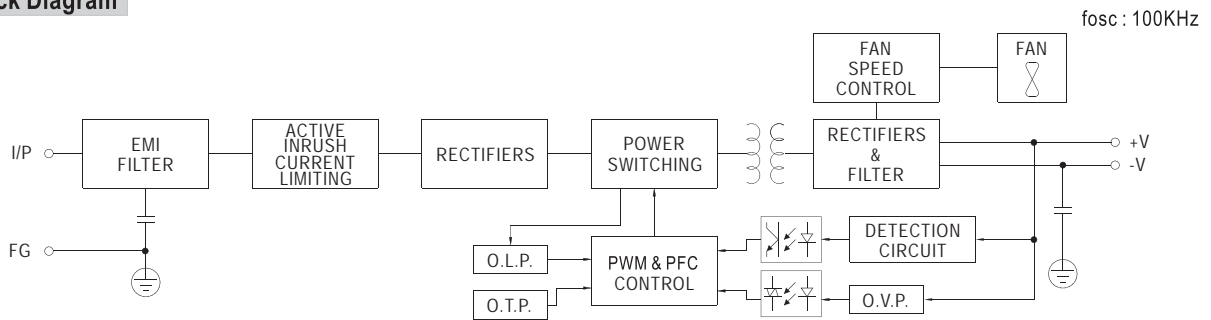 ck Diagram
fosc : 100KHz
FAN
SPEED
CONTROL
FAN
I/P
EMI
FILTER
ACTIVE
INRUSH
CURRENT
LIMITING
RECTIFIERS
POWER
SWITCHING
RECTIFIERS
&
FILTER
+V
-V
FG
O.L.P.
PWM & PFC
CONTROL
DETECTION
CIRCUIT
O.T.P.
O.V.P.